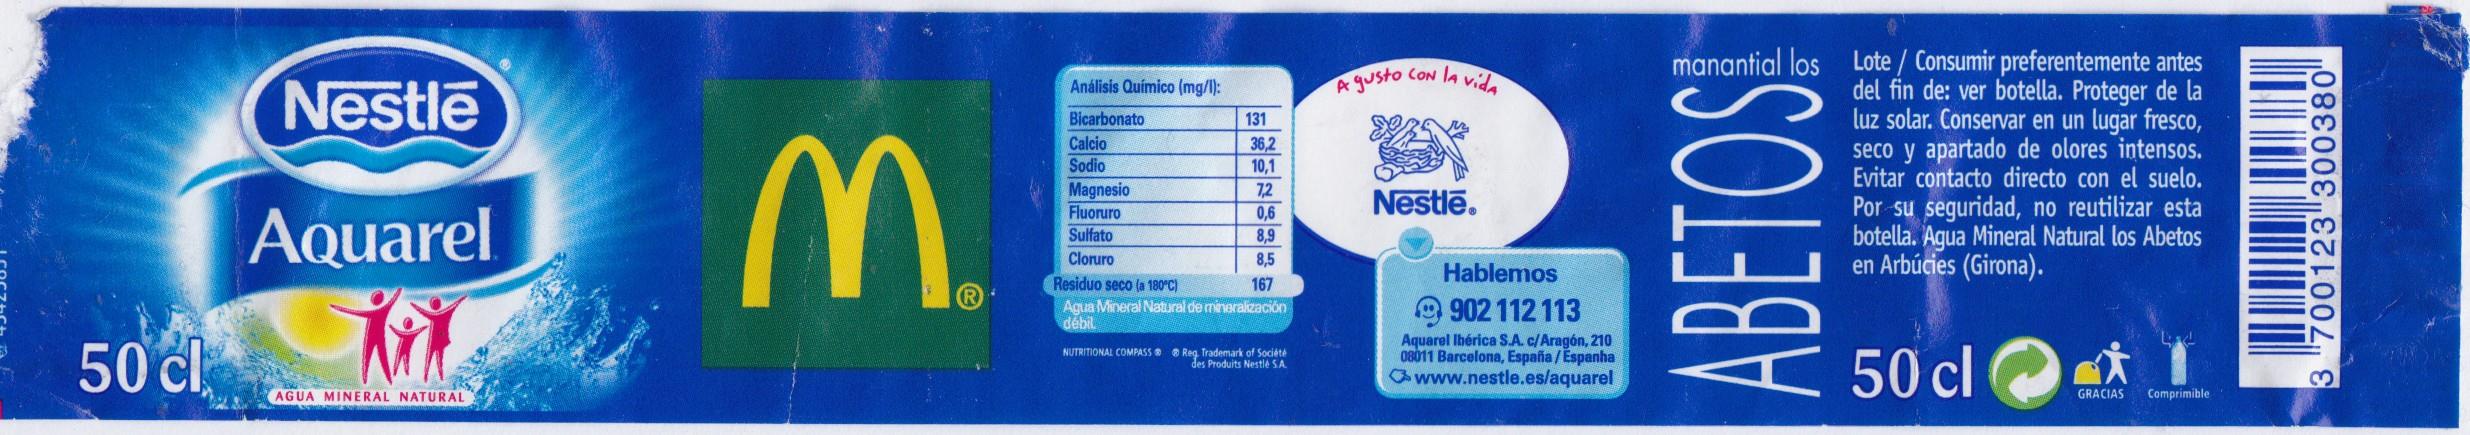 Nestlé
®
Aquarel
50 cl
AGUA MINERAL NATURAL
M
®
Análisis Químico (mg/l):
Bicarbonato 131
Calcio 36,2
Sodio 10,1
Magnesio 7,2
Fluoruro 0,6
Sulfato 8,9
Cloruro 8,5
Residuo seco (a 180ºC) 167
Agua Mineral Natural de mineralización
débil.
NUTRITIONAL COMPASS ® ® Reg. Trademark of Société
des Produits Nestlé S.A.
A gusto con la vida
Nestlé®
Hablemos
902 112 113
Aquarel Ibérica S.A. c/Aragón, 210
08011 Barcelona, España / Espanha
www.nestle.es/aquarel
manantial los
ABETOS
Lote / Consumir preferentemente antes
del fin de: ver botella. Proteger de la
luz solar. Conservar en un lugar fresco,
seco y apartado de olores intensos.
Evitar contacto directo con el suelo.
Por su seguridad, no reutilizar esta
botella. Agua Mineral Natural los Abetos
en Arbúcies (Girona).
50 cl
GRACIAS
Comprimible
3 700123 300380